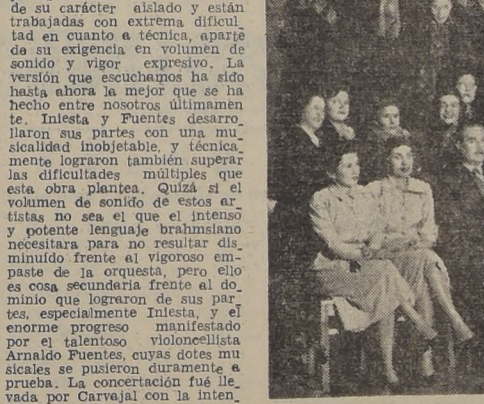 de su carácter aislado y están
trabajadas con extrema dificul_
tad en cuanto a técnica, aparte
de su exigencia en volumen de
sonido y vigor expresivo. La
versión que escuchamos ha sido
hasta ahora la mejor que se ha
hecho entre nosotros últimamen
te. Iniesta y Fuentes desarro_
llaron sus partes con una mu_
sicalidad inobjetable, y técnica_
mente lograron también superar
las dificultades múltiples que
esta obra plantea. Quizá si el
volumen de sonido de estos ar_
tistas no sea el que el intenso
y potente lenguaje brahmsiano
necesitara para no resultar dis_
minuído frente al vigoroso em_
paste de la orquesta, pero ello
es cosa secundaria frente al do_
minio que lograron de sus par_
tes, especialmente Iniesta, y el
enorme progreso manifestado
por el talentoso violoncellista
Arnaldo Fuentes, cuyas dotes mu
sicales se pusieron duramente a
prueba. La concertación fué lle_
vada por Carvajal con la inten_